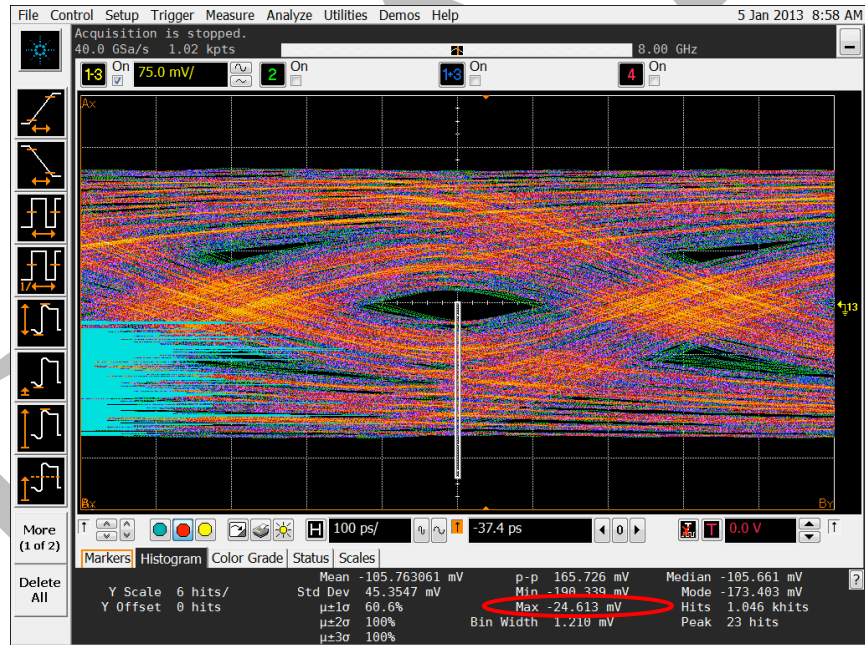 File Control Setup Trigger Measure Analyze Utilities Demos Help 5 Jan 2013 8:58 AM
Acquisition is stopped.
40.0 GSa/s 1.02 kpts 8.00 GHz
1-3 On 75.0 mV/ 2 On 1+3 On 4 On
Ax
13
Bx By
H 100 ps/ -37.4 ps 0 T 0.0 V
More
(1 of 2)
Delete
All
Markers Histogram Color Grade Status Scales
Mean -105.763061 mV p-p 165.726 mV Median -105.661 mV ?
Y Scale 6 hits/ Std Dev 45.3547 mV Min -190.339 mV Mode -173.403 mV
Y Offset 0 hits μ±1σ 60.6% Max -24.613 mV Hits 1.046 khits
μ±2σ 100% Bin Width 1.210 mV Peak 23 hits
μ±3σ 100%